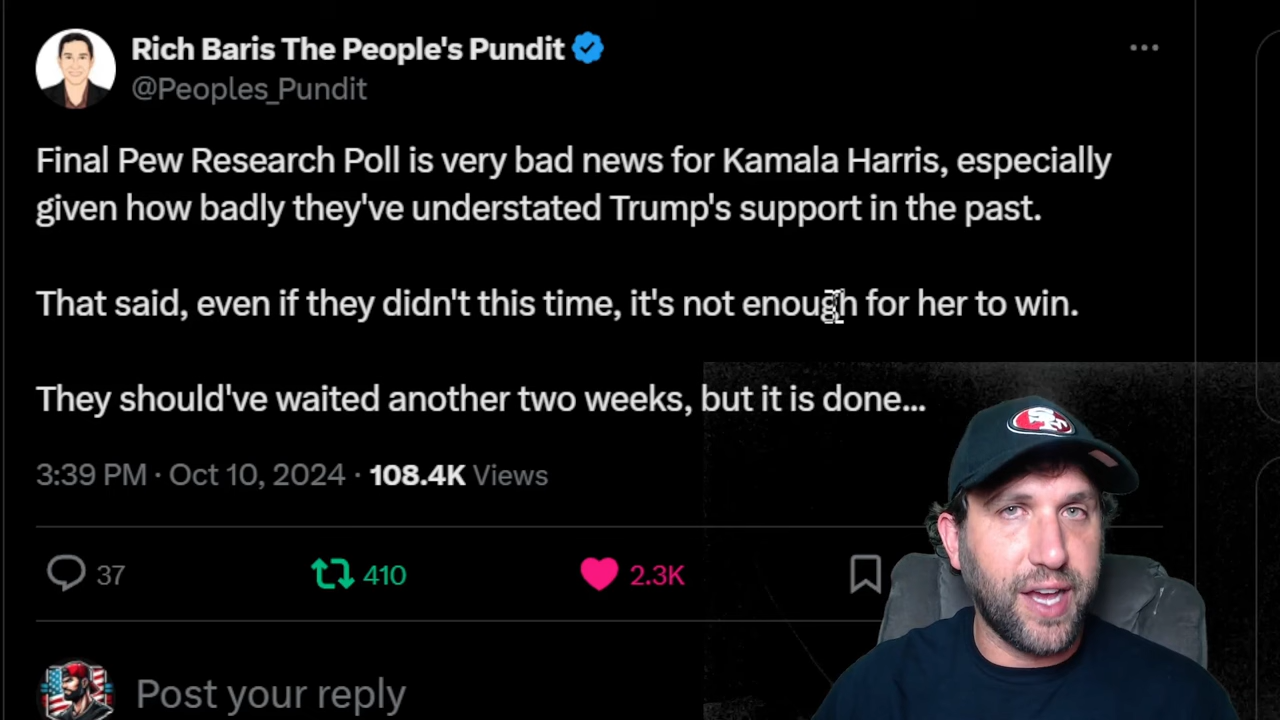 Rich Baris The People's Pundit
@Peoples_Pundit
Final Pew Research Poll is very bad news for Kamala Harris, especially
given how badly they've understated Trump's support in the past.
That said, even if they didn't this time, it's not enough for her to win.
They should've waited another two weeks, but it is done...
3:39 PM · Oct 10, 2024 · 108.4K Views
37 410 2.3K
SF
Post your reply